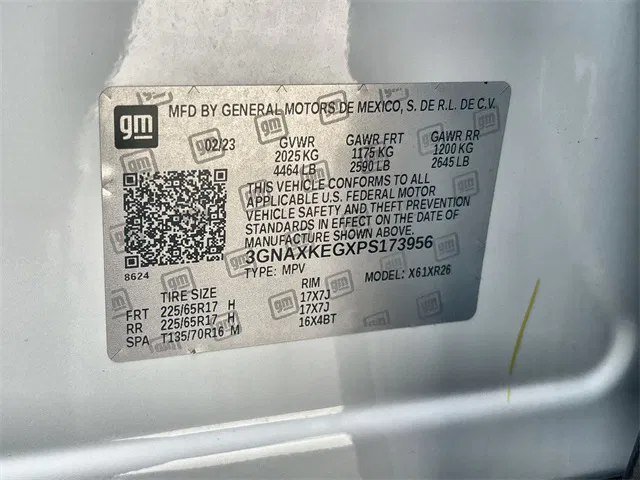 gm MFD BY GENERAL MOTORS DE MEXICO, S. DE R.L. DE C.V.
02/23 GVWR GAWR FRT GAWR RR
2025 KG 1175 KG 1200 KG
4464 LB 2590 LB 2645 LB
THIS VEHICLE CONFORMS TO ALL
APPLICABLE U.S. FEDERAL MOTOR
VEHICLE SAFETY AND THEFT PREVENTION
STANDARDS IN EFFECT ON THE DATE OF
MANUFACTURE SHOWN ABOVE.
3GNAXKEGXPS173956
8624 TYPE: MPV MODEL: X61XR26
TIRE SIZE RIM
FRT 225/65R17 H 17X7J
RR 225/65R17 H 17X7J
SPA T135/70R16 M 16X4BT